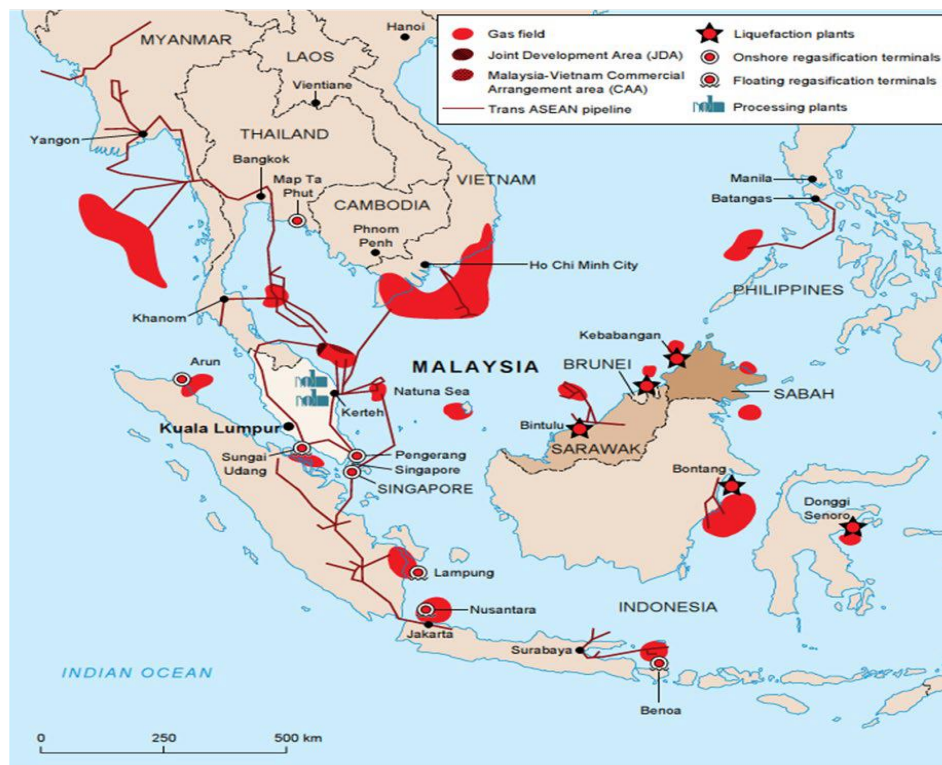 Hanoi
MYANMAR
LAOS
Vientiane
Yangon
THAILAND
Bangkok
Map Ta
Phut
VIETNAM
CAMBODIA
Phnom
Penh
Ho Chi Minh City
Khanom
Gas field
Joint Development Area (JDA)
Malaysia-Vietnam Commercial
Arrangement area (CAA)
Trans ASEAN pipeline
Liquefaction plants
Onshore regasification terminals
Floating regasification terminals
Processing plants
Manila
Batangas
PHILIPPINES
Kebabangan
MALAYSIA
BRUNEI
Arun
Natuna Sea
SABAH
Kerteh
Kuala Lumpur
Bintulu
SARAWAK
Sungai
Udang
Pengerang
Singapore
SINGAPORE
Bontang
Donggi
Senoro
Lampung
Nusantara
INDONESIA
Jakarta
Surabaya
INDIAN OCEAN
Benoa
0 250 500 km